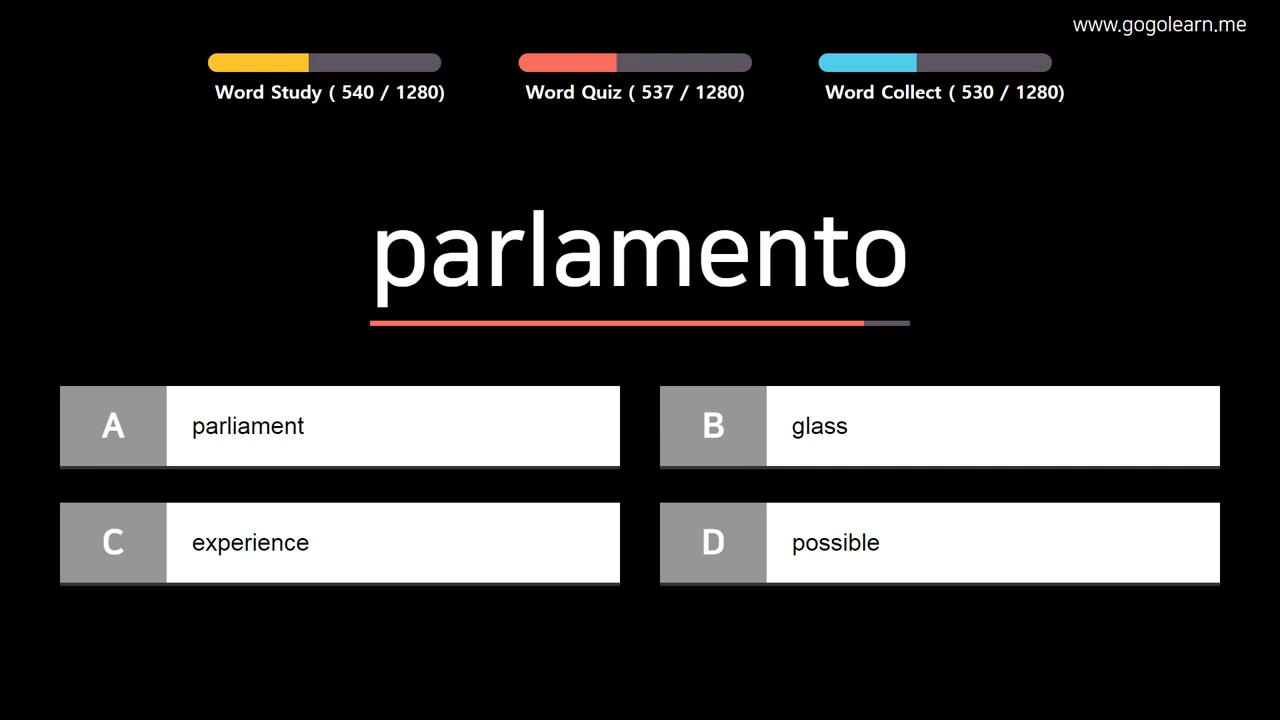 www.gogolearn.me
Word Study ( 540 / 1280)
Word Quiz ( 537 / 1280)
Word Collect ( 530 / 1280)
parlamento
A parliament
B glass
C experience
D possible